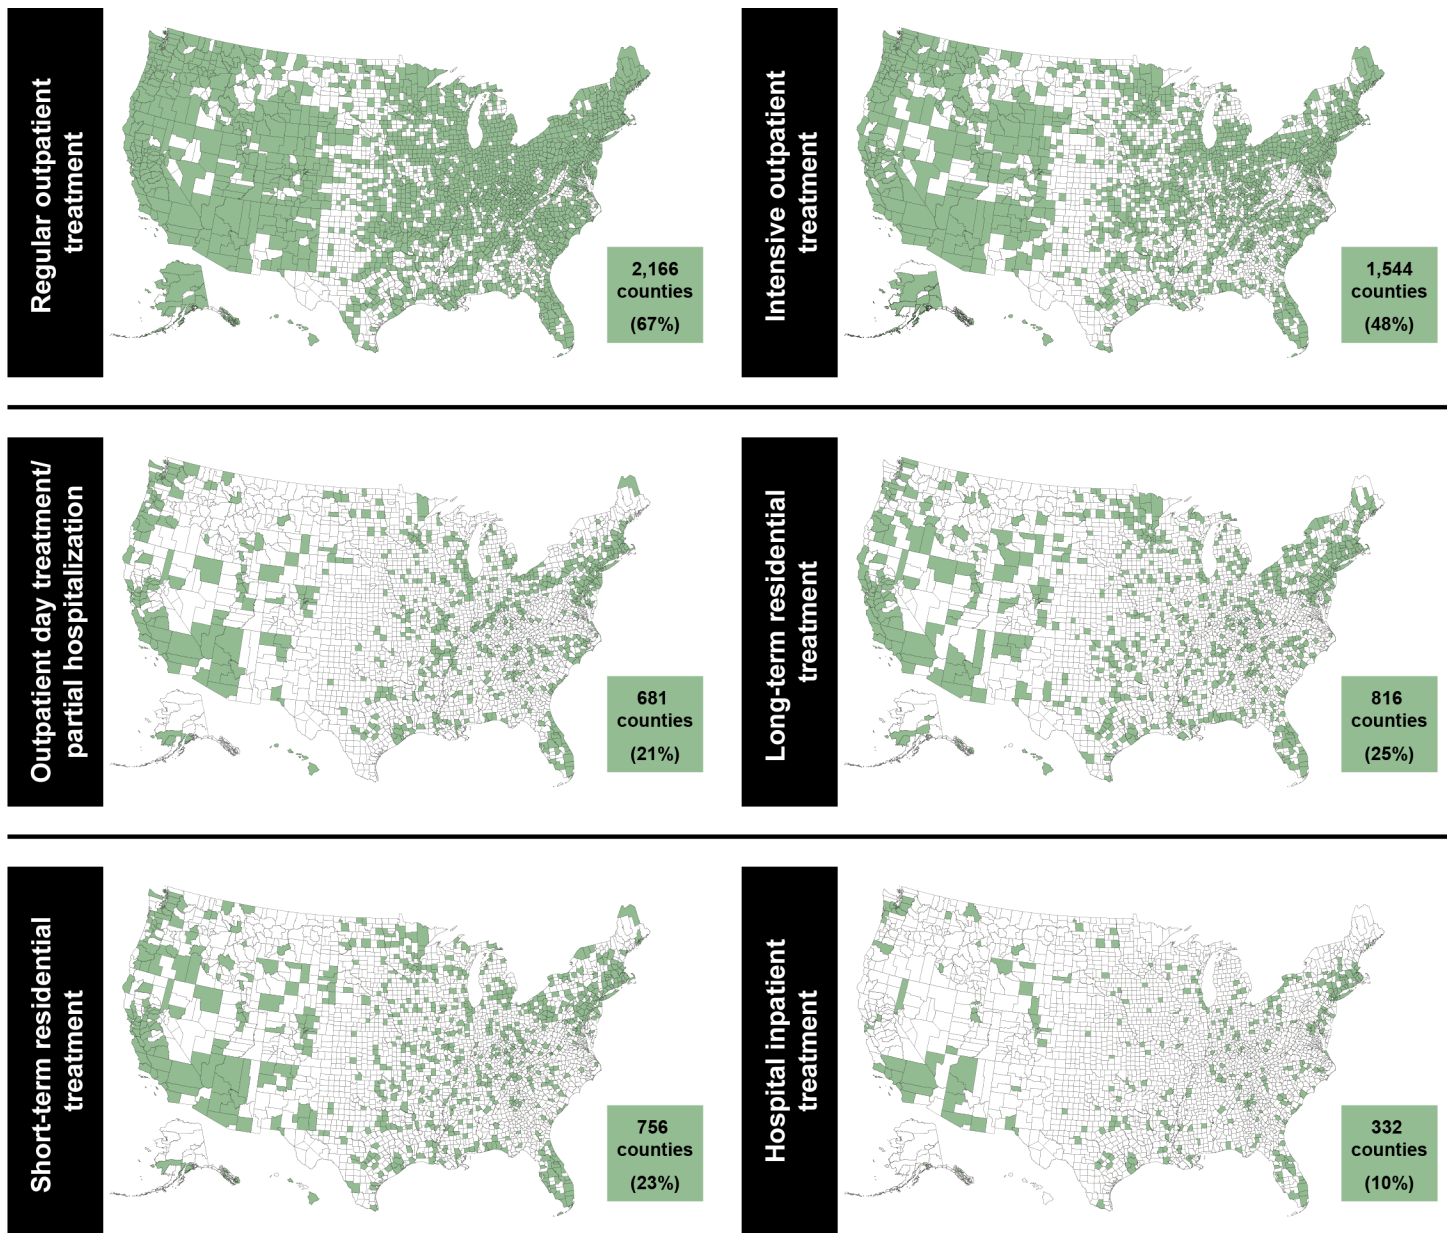 Regular outpatient
treatment
2,166
counties
(67%)
Intensive outpatient
treatment
1,544
counties
(48%)
Outpatient day treatment/
partial hospitalization
681
counties
(21%)
Long-term residential
treatment
816
counties
(25%)
Short-term residential
treatment
756
counties
(23%)
Hospital inpatient
treatment
332
counties
(10%)